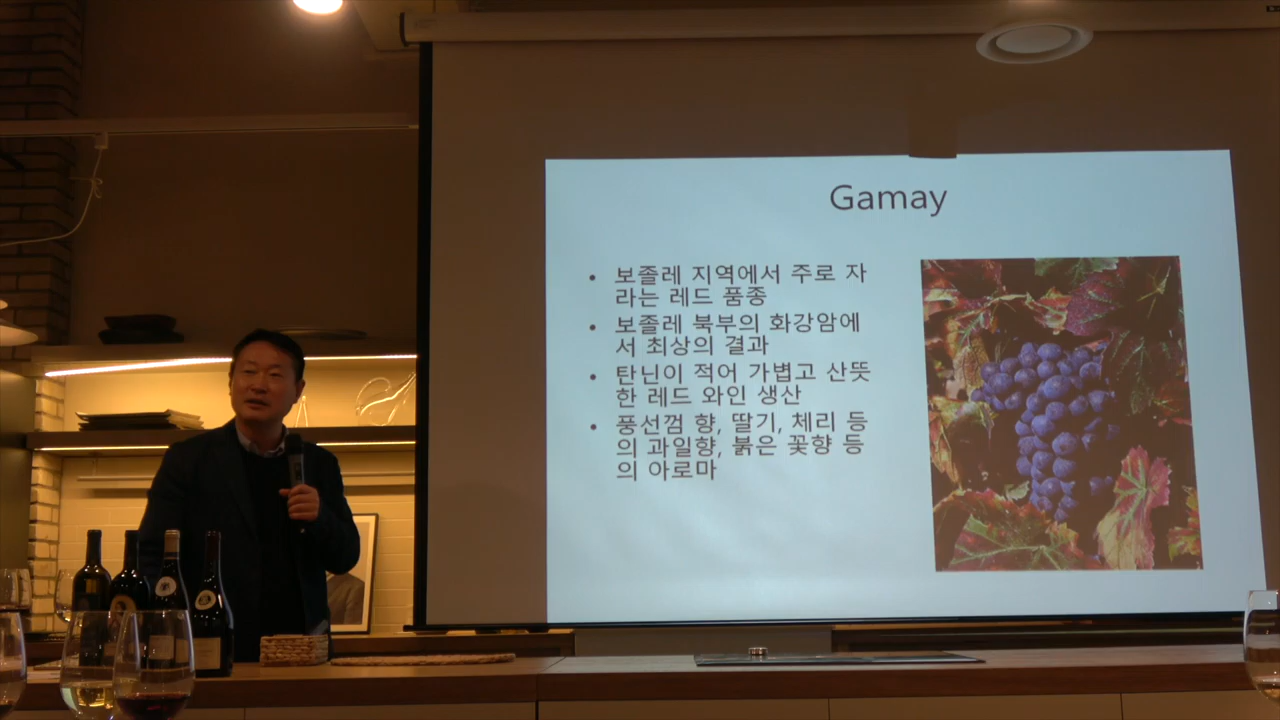 Gamay
• 보졸레 지역에서 주로 자
라는 레드 품종
• 보졸레 북부의 화강암에
서 최상의 결과
• 탄닌이 적어 가볍고 산뜻
한 레드 와인 생산
• 풍선껌 향, 딸기, 체리 등
의 과일향, 붉은 꽃향 등
의 아로마